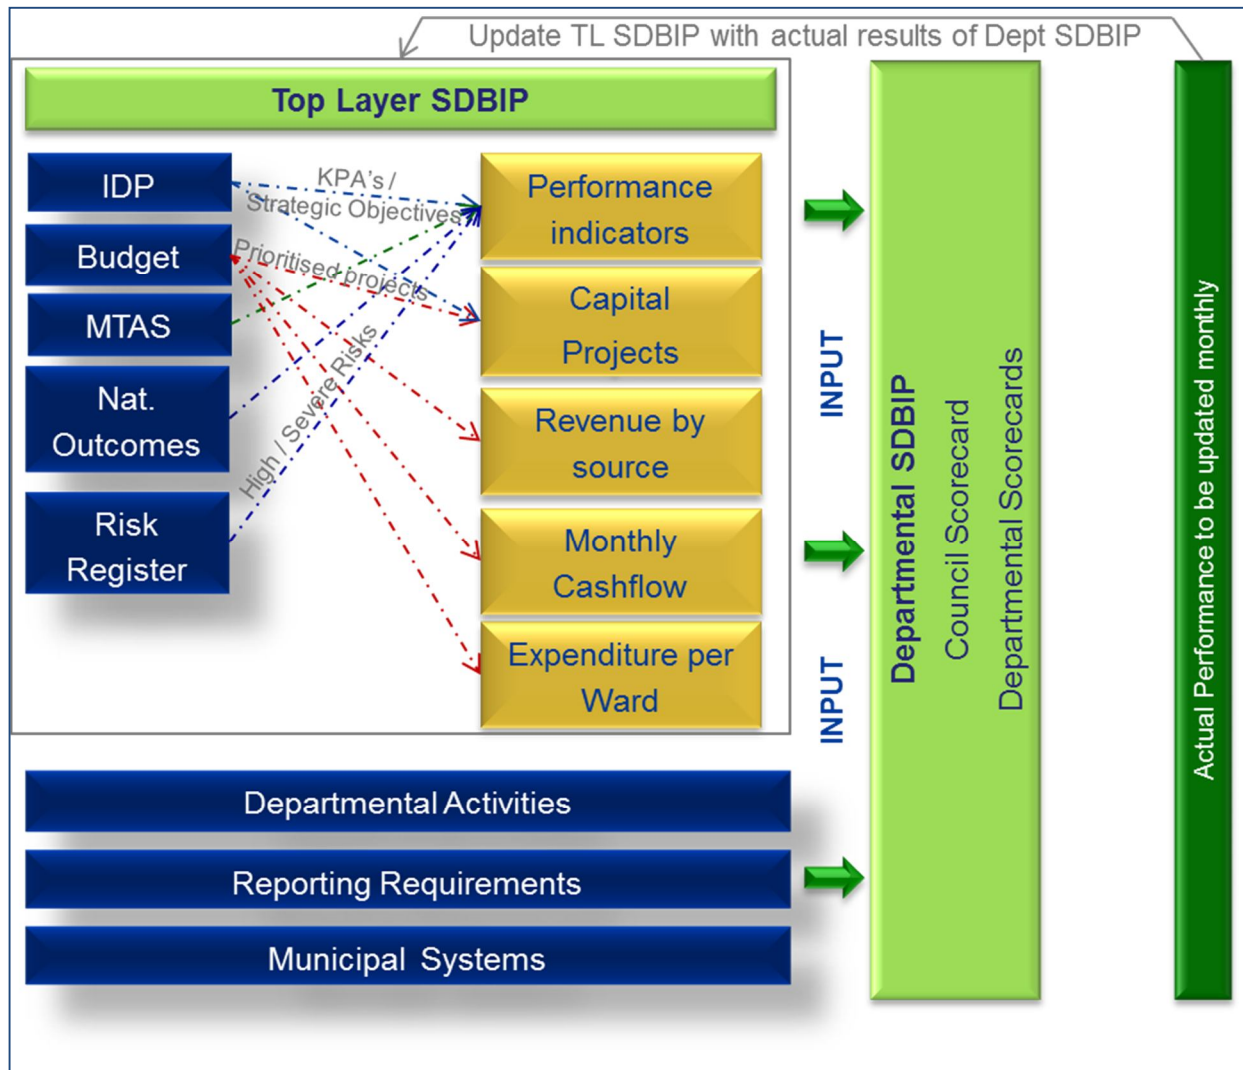 Update TL SDBIP with actual results of Dept SDBIP
Top Layer SDBIP
IDP
Budget
MTAS
Nat.
Outcomes
Risk
Register
KPA's /
Strategic Objectives
Prioritised projects
High / Severe Risks
Performance
indicators
Capital
Projects
Revenue by
source
Monthly
Cashflow
Expenditure per
Ward
INPUT
INPUT
Departmental SDBIP
Council Scorecard
Departmental Scorecards
Actual Performance to be updated monthly
Departmental Activities
Reporting Requirements
Municipal Systems